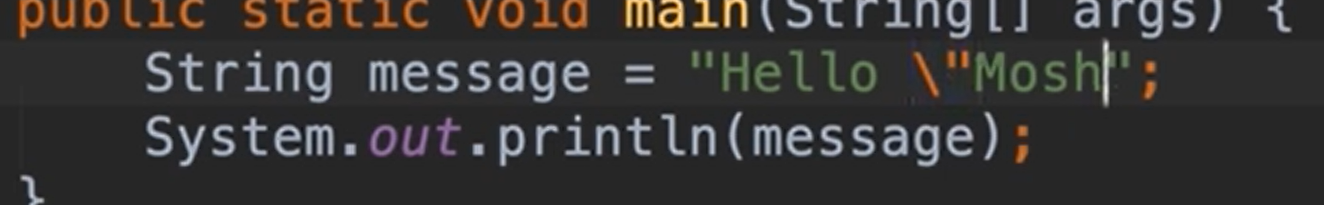 public static void main(String[] args) {
String message = "Hello \"Mosh";
System.out.println(message);
}